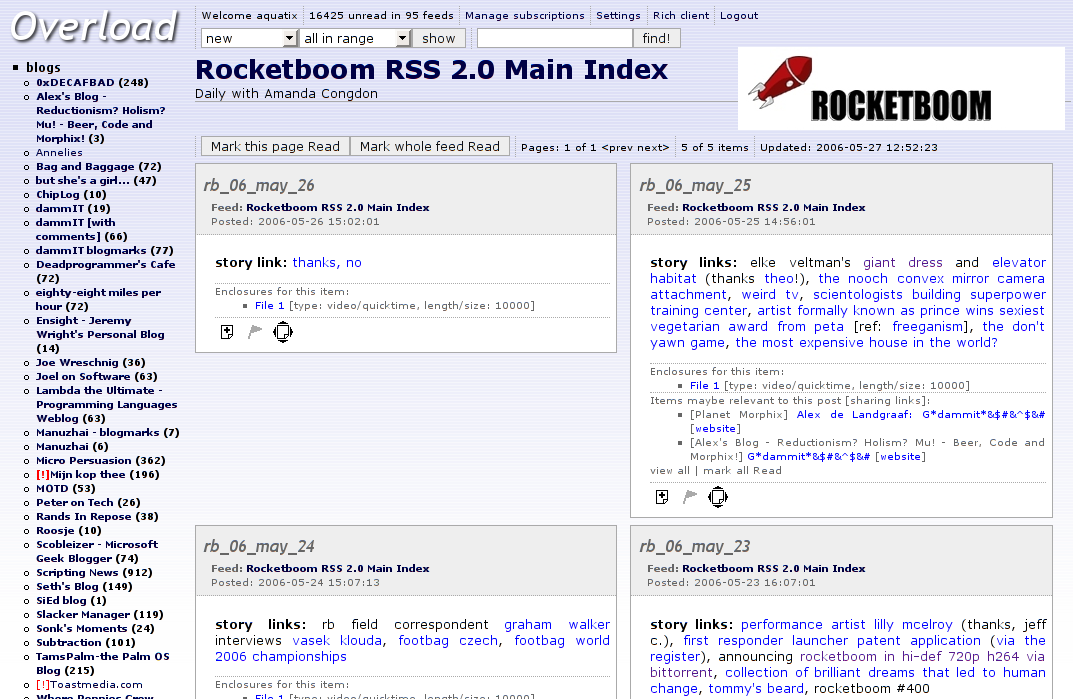 Overload
Welcome aquatix
16425 unread in 95 feeds
Manage subscriptions
Settings
Rich client
Logout
new
all in range
show
find!
blogs
0xDECAFBAD (248)
Alex's Blog -
Reductionism? Holism?
Mu! - Beer, Code and
Morphix! (3)
Annelies
Bag and Baggage (72)
but she's a girl... (47)
ChipLog (10)
dammIT (19)
dammIT [with
comments] (66)
dammIT blogmarks (77)
Deadprogrammer's Cafe
(72)
eighty-eight miles per
hour (72)
Ensight - Jeremy
Wright's Personal Blog
(14)
Joe Wreschnig (36)
Joel on Software (63)
Lambda the Ultimate -
Programming Languages
Weblog (63)
Manuzhai - blogmarks (7)
Manuzhai (6)
Micro Persuasion (362)
[!]Mijn kop thee (196)
MOTD (53)
Peter on Tech (26)
Rands In Repose (38)
Roosje (10)
Scobleizer - Microsoft
Geek Blogger (74)
Scripting News (912)
Seth's Blog (149)
SiEd blog (1)
Slacker Manager (119)
Sonk's Moments (24)
Subtraction (101)
TamsPalm-the Palm OS
Blog (215)
[!]Toastmedia.com
Where Poppies Grow
Rocketboom RSS 2.0 Main Index
Daily with Amanda Congdon
ROCKETBOOM
Mark this page Read
Mark whole feed Read
Pages: 1 of 1 <prev next>
5 of 5 items
Updated: 2006-05-27 12:52:23
rb_06_may_26
Feed: Rocketboom RSS 2.0 Main Index
Posted: 2006-05-26 15:02:01
story link: thanks, no
Enclosures for this item:
File 1 [type: video/quicktime, length/size: 10000]
rb_06_may_25
Feed: Rocketboom RSS 2.0 Main Index
Posted: 2006-05-25 14:56:01
story links: elke veltman's giant dress and elevator
habitat (thanks theo!), the nooch convex mirror camera
attachment, weird tv, scientologists building superpower
training center, artist formally known as prince wins sexiest
vegetarian award from peta [ref: freeganism], the don't
yawn game, the most expensive house in the world?
Enclosures for this item:
File 1 [type: video/quicktime, length/size: 10000]
Items maybe relevant to this post [sharing links]:
[Planet Morphix] Alex de Landgraaf: G*dammit*&$#&^$&#
[website]
[Alex's Blog - Reductionism? Holism? Mu! - Beer, Code and
Morphix!] G*dammit*&$#&^$&# [website]
view all | mark all Read
rb_06_may_24
Feed: Rocketboom RSS 2.0 Main Index
Posted: 2006-05-24 15:07:13
story links: rb field correspondent graham walker
interviews vasek klouda, footbag czech, footbag world
2006 championships
Enclosures for this item:
File 1 [type: video/quicktime, length/size: 10000]
rb_06_may_23
Feed: Rocketboom RSS 2.0 Main Index
Posted: 2006-05-23 16:07:01
story links: performance artist lilly mcelroy (thanks, jeff
c.), first responder launcher patent application (via the
register), announcing rocketboom in hi-def 720p h264 via
bittorrent, collection of brilliant dreams that led to human
change, tommy's beard, rocketboom #400